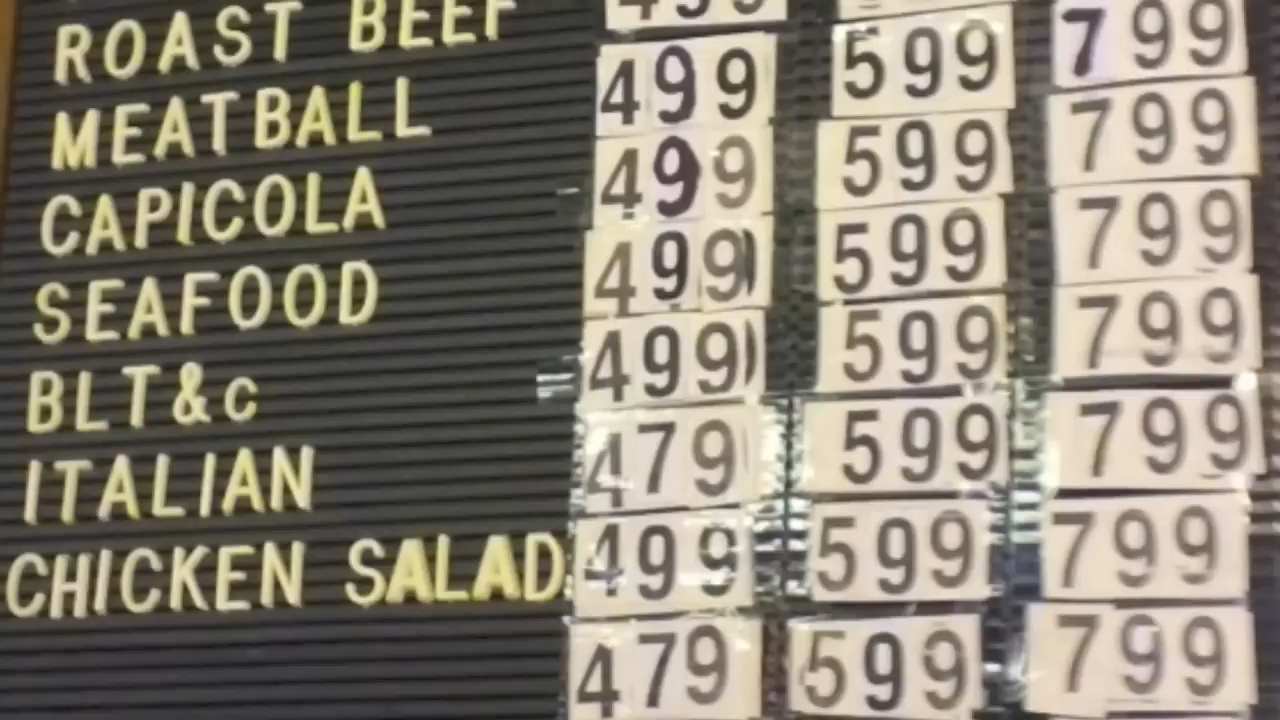 ROAST BEEF 499
MEATBALL 499 599 799
CAPICOLA 499 599 799
SEAFOOD 499 599 799
BLT&c 499 599 799
ITALIAN 479 599 799
CHICKEN SALAD 499 599 799
479 599 799